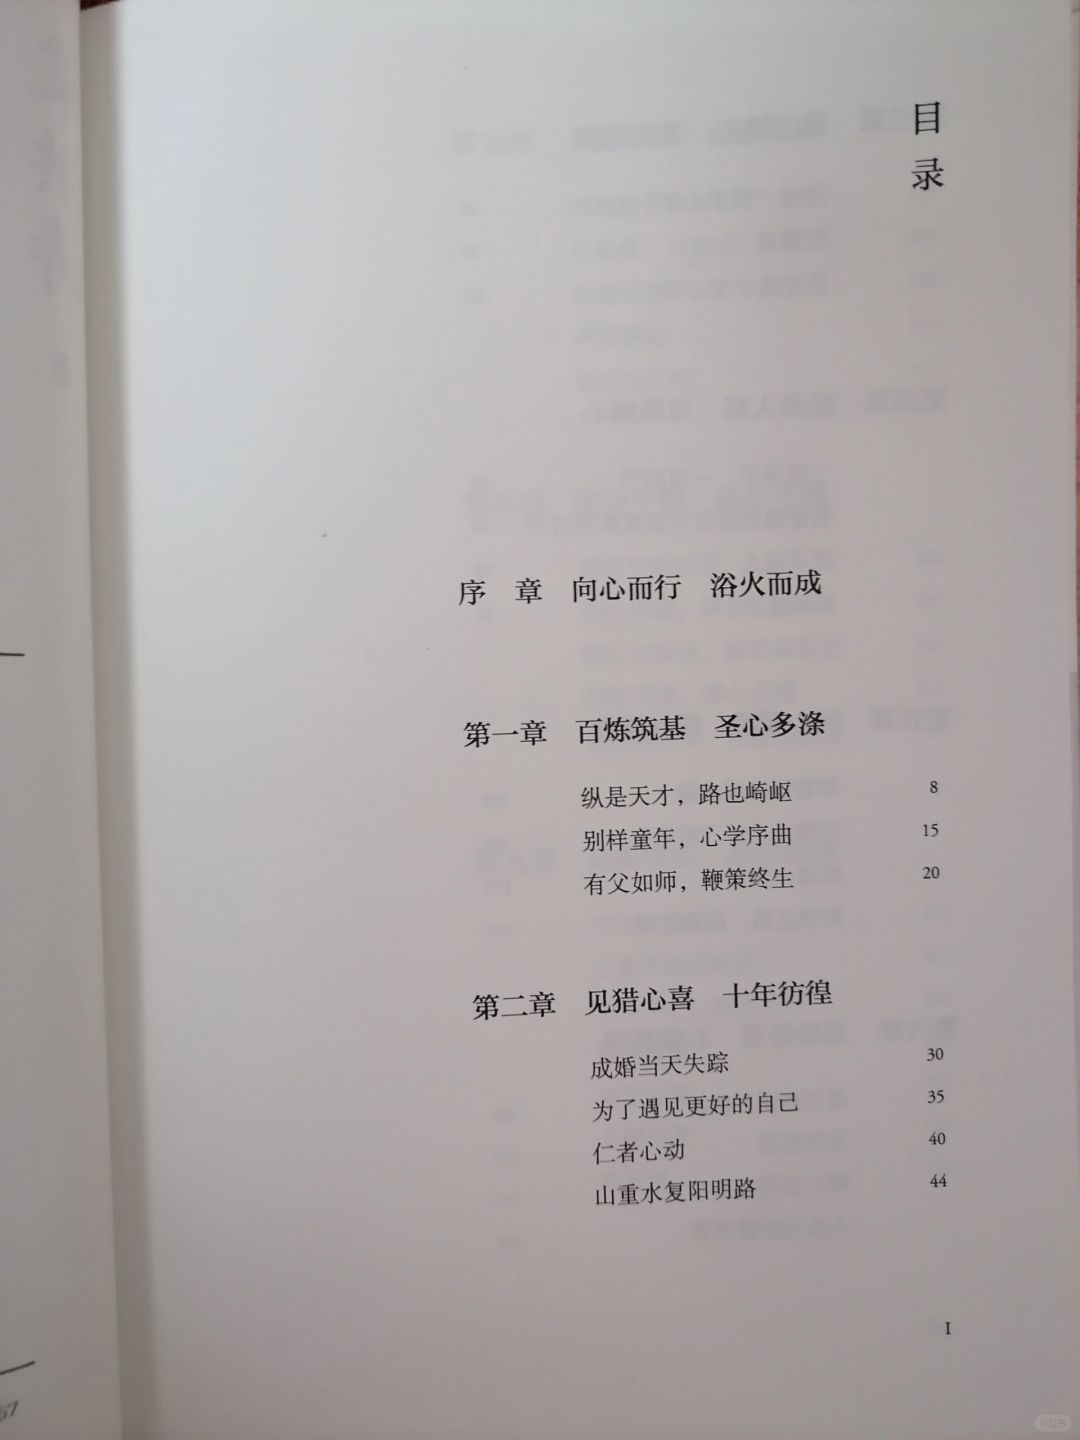 目录
序 章 向心而行 浴火而成
第一章 百炼筑基 圣心多涤
纵是天才，路也崎岖 8
别样童年，心学序曲 15
有父如师，鞭策终生 20
第二章 见猎心喜 十年彷徨
成婚当天失踪 30
为了遇见更好的自己 35
仁者心动 40
山重水复阳明路 44
I
小红书